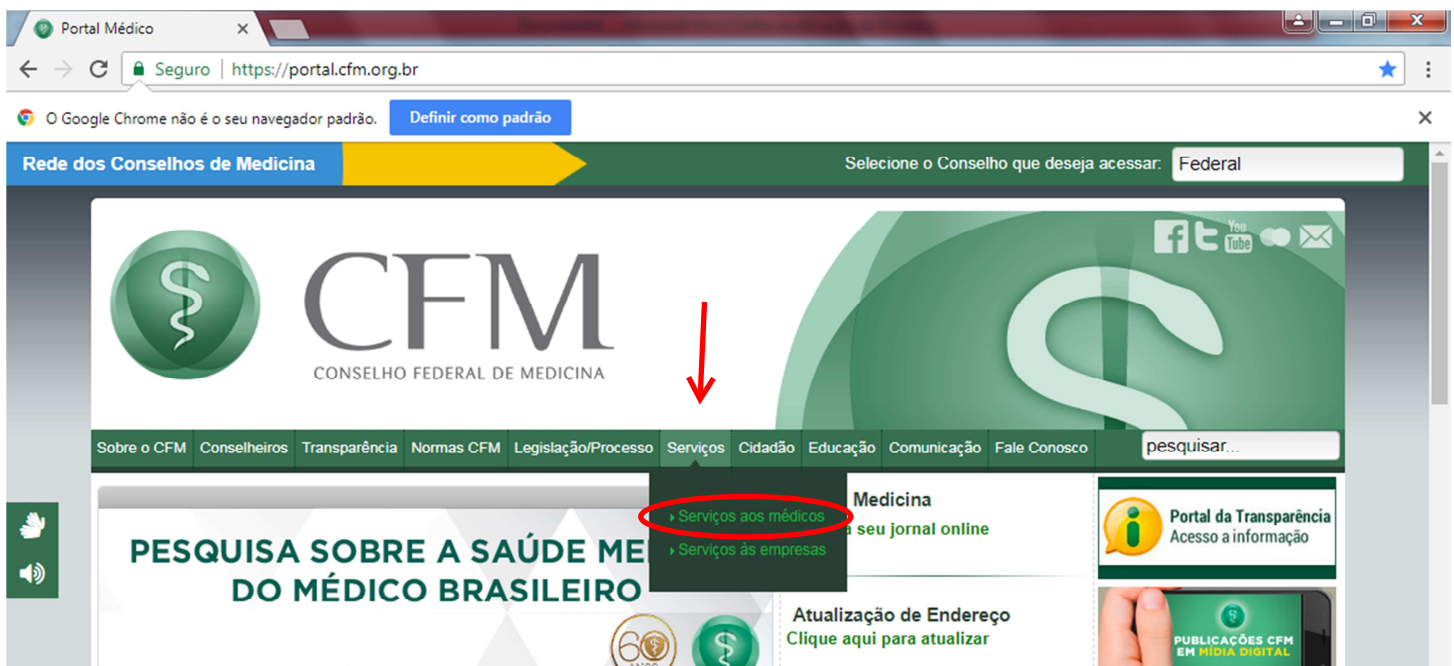 Portal Médico
Seguro | https://portal.cfm.org.br
O Google Chrome não é o seu navegador padrão. Definir como padrão
Rede dos Conselhos de Medicina
Selecione o Conselho que deseja acessar: Federal
You
Tube
CFM
CONSELHO FEDERAL DE MEDICINA
Sobre o CFM Conselheiros Transparência Normas CFM Legislação/Processo Serviços Cidadão Educação Comunicação Fale Conosco pesquisar...
Serviços aos médicos
Serviços às empresas
PESQUISA SOBRE A SAÚDE ME
DO MÉDICO BRASILEIRO
60
ANOS
Medicina
seu jornal online
Atualização de Endereço
Clique aqui para atualizar
Portal da Transparência
Acesso a informação
PUBLICAÇÕES CFM
EM MÍDIA DIGITAL